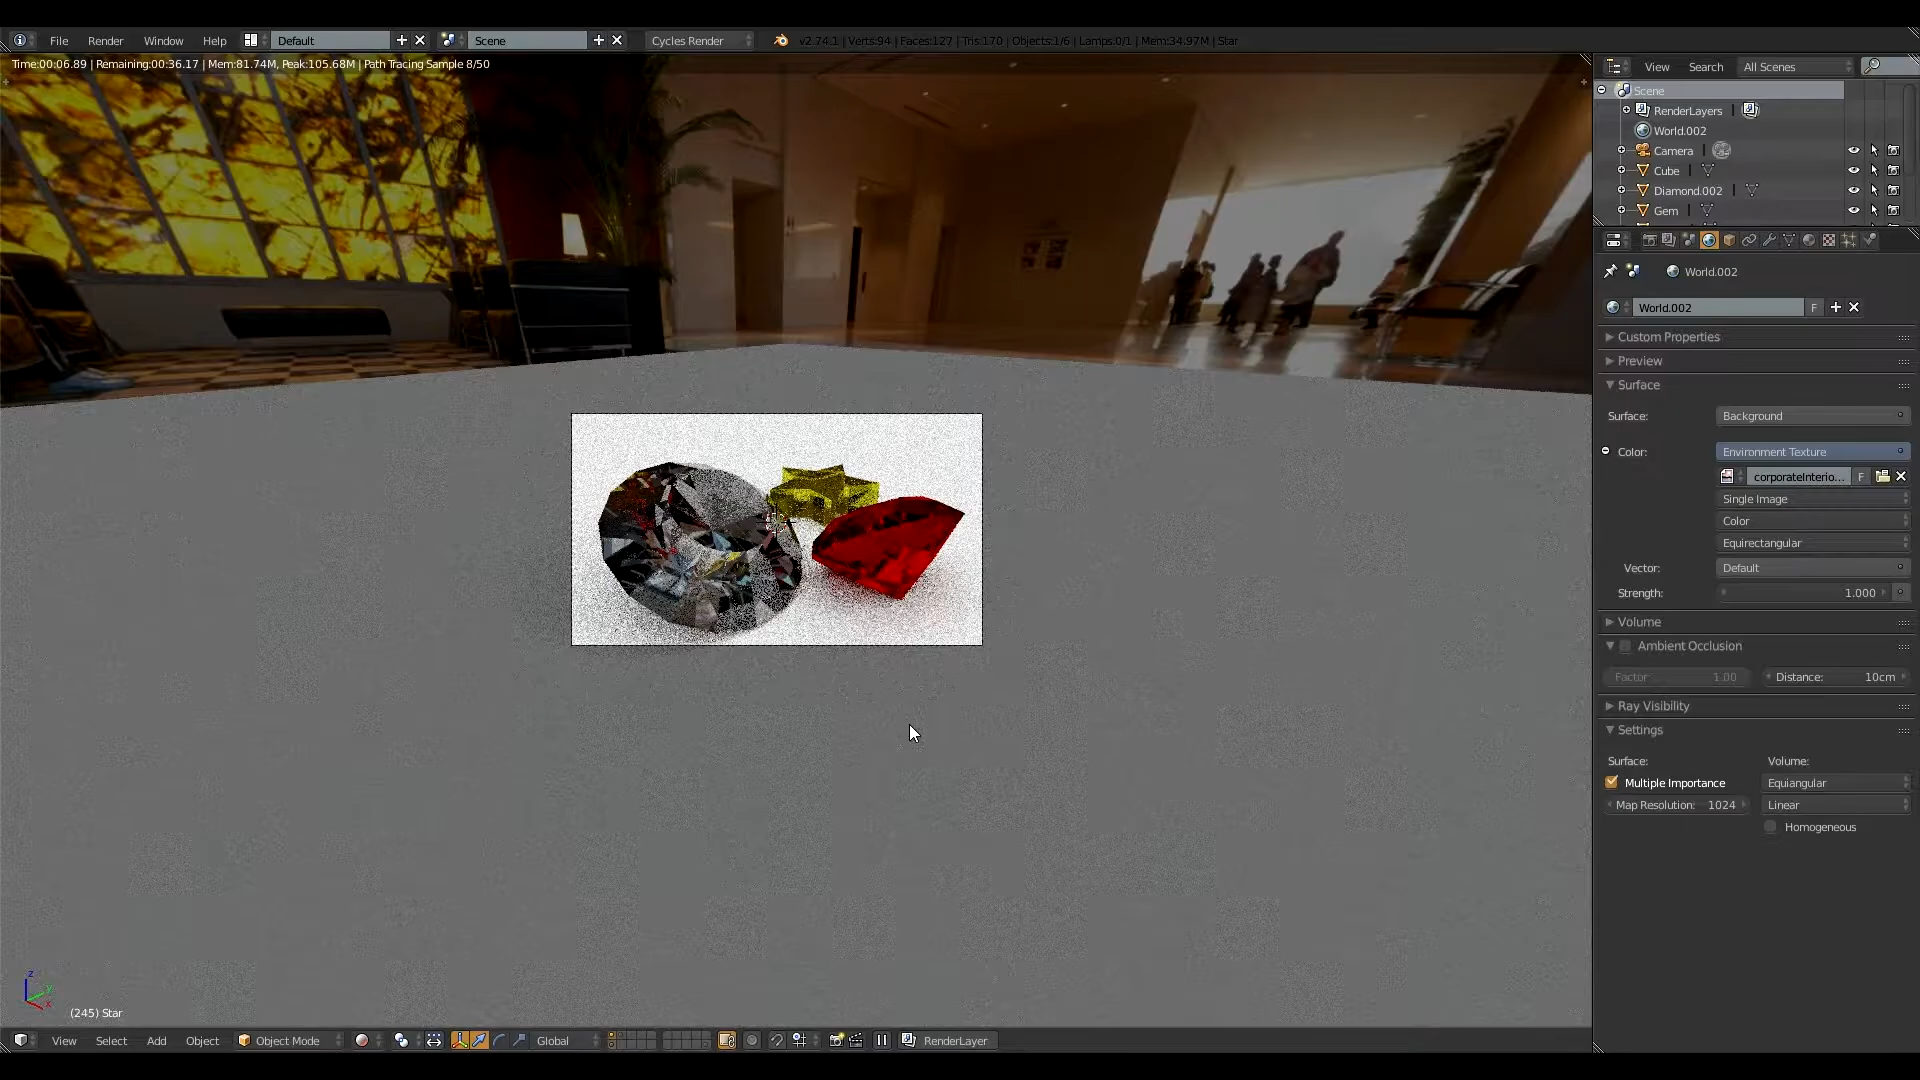 File Render Window Help Default Scene Cycles Render v2.74.1 | Verts:94 | Faces:127 | Tris:170 | Objects:1/6 | Lamps:0/1 | Mem:34.97M | Star
Time:00:06.89 | Remaining:00:36.17 | Mem:81.74M, Peak:105.68M | Path Tracing Sample 8/50
View Search All Scenes
Scene
RenderLayers
World.002
Camera
Cube
Diamond.002
Gem
World.002
World.002 F
Custom Properties
Preview
Surface
Surface: Background
Color: Environment Texture
corporateInterio... F
Single Image
Color
Equirectangular
Vector: Default
Strength: 1.000
Volume
Ambient Occlusion
Factor: 1.00 Distance: 10cm
Ray Visibility
Settings
Surface: Volume:
Multiple Importance Equiangular
Map Resolution: 1024 Linear
Homogeneous
z
y
x
(245) Star
View Select Add Object Object Mode Global RenderLayer